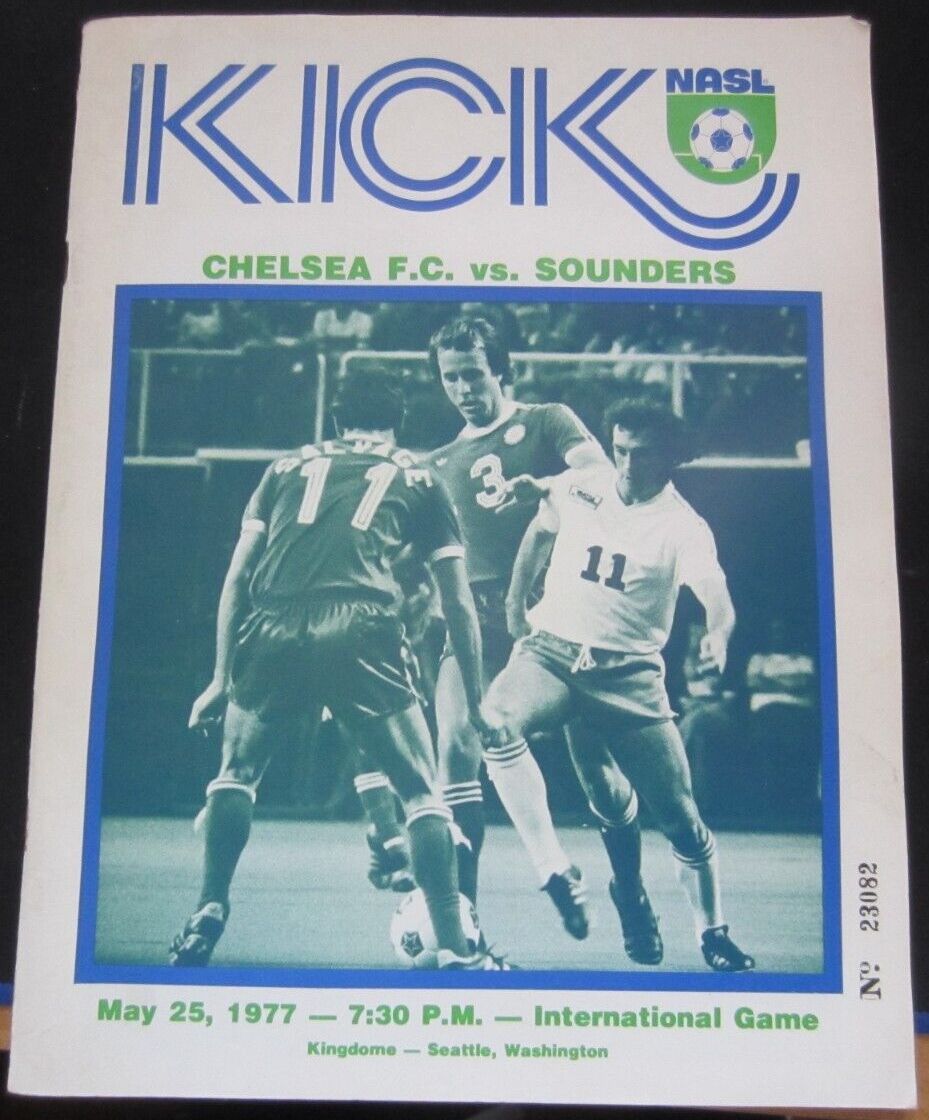 KICK
NASL
CHELSEA F.C. vs. SOUNDERS
SALVAGE
11
3
11
May 25, 1977 — 7:30 P.M. — International Game
Kingdome — Seattle, Washington
Nº. 23082